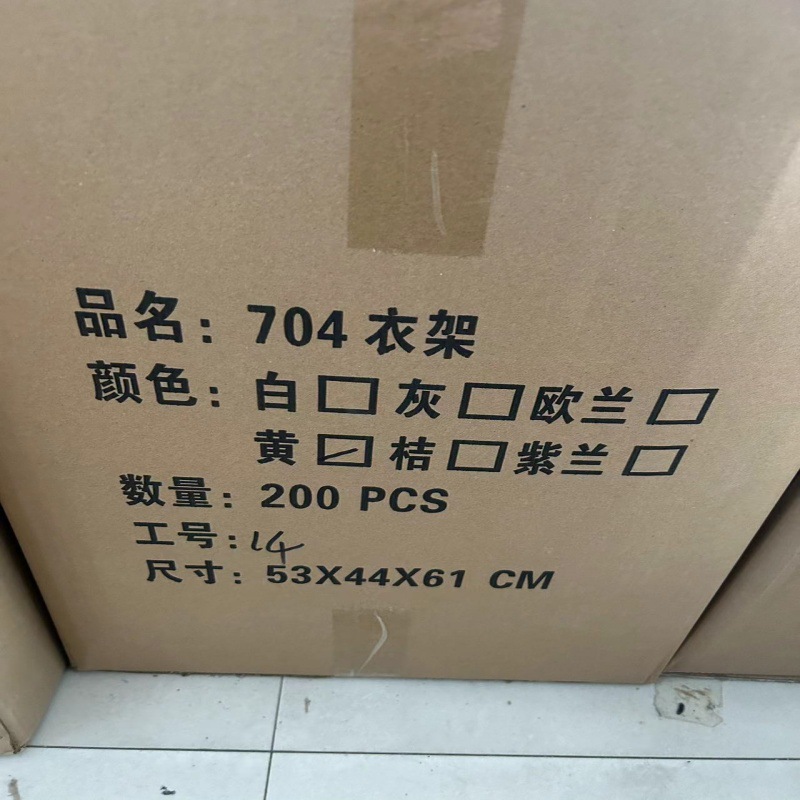 品名：704 衣架
颜色：白□灰□欧兰□
黄☑桔□紫兰□
数量：200 PCS
工号：14
尺寸：53X44X61 CM